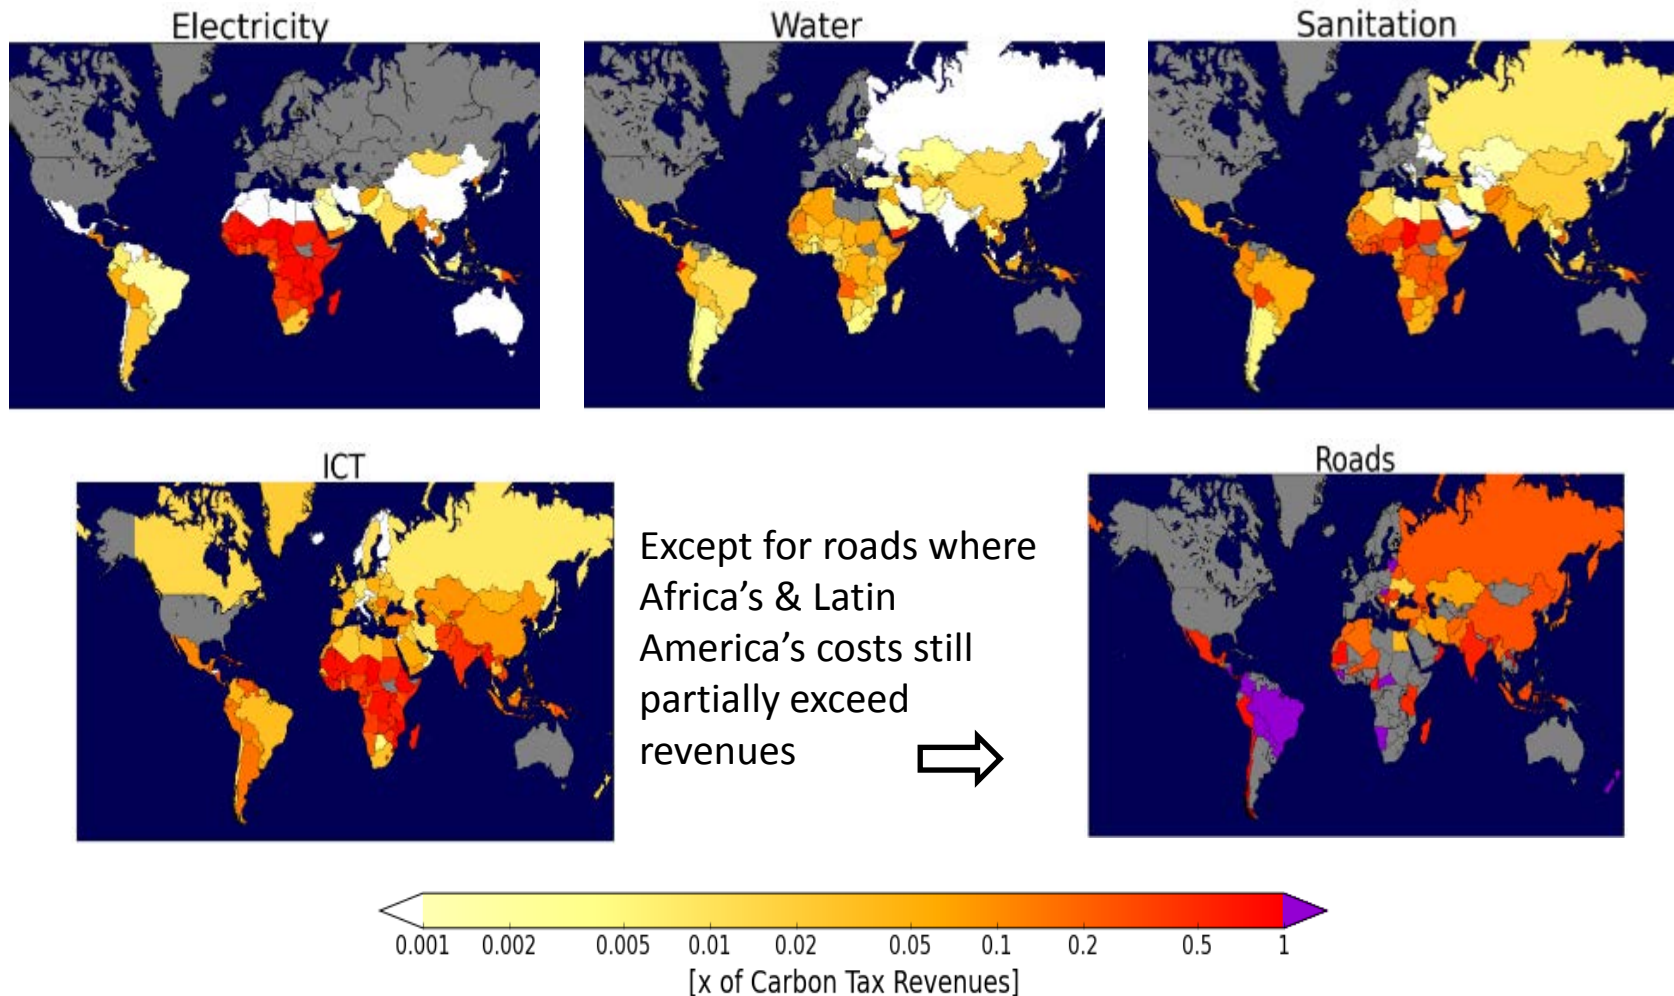 Electricity
Water
Sanitation
ICT
Except for roads where
Africa’s & Latin
America’s costs still
partially exceed
revenues
Roads
0.001 0.002 0.005 0.01 0.02 0.05 0.1 0.2 0.5 1
[x of Carbon Tax Revenues]